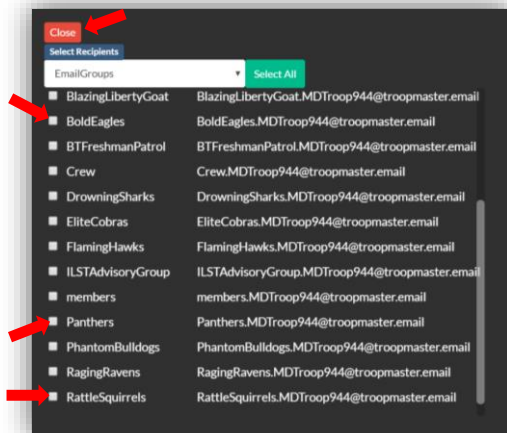 Close
Select Recipients
EmailGroups Select All
BlazingLibertyGoat BlazingLibertyGoat.MDTroop944@troopmaster.email
BoldEagles BoldEagles.MDTroop944@troopmaster.email
BTFreshmanPatrol BTFreshmanPatrol.MDTroop944@troopmaster.email
Crew Crew.MDTroop944@troopmaster.email
DrowningSharks DrowningSharks.MDTroop944@troopmaster.email
EliteCobras EliteCobras.MDTroop944@troopmaster.email
FlamingHawks FlamingHawks.MDTroop944@troopmaster.email
ILSTAdvisoryGroup ILSTAdvisoryGroup.MDTroop944@troopmaster.email
members members.MDTroop944@troopmaster.email
Panthers Panthers.MDTroop944@troopmaster.email
PhantomBulldogs PhantomBulldogs.MDTroop944@troopmaster.email
RagingRavens RagingRavens.MDTroop944@troopmaster.email
RattleSquirrels RattleSquirrels.MDTroop944@troopmaster.email